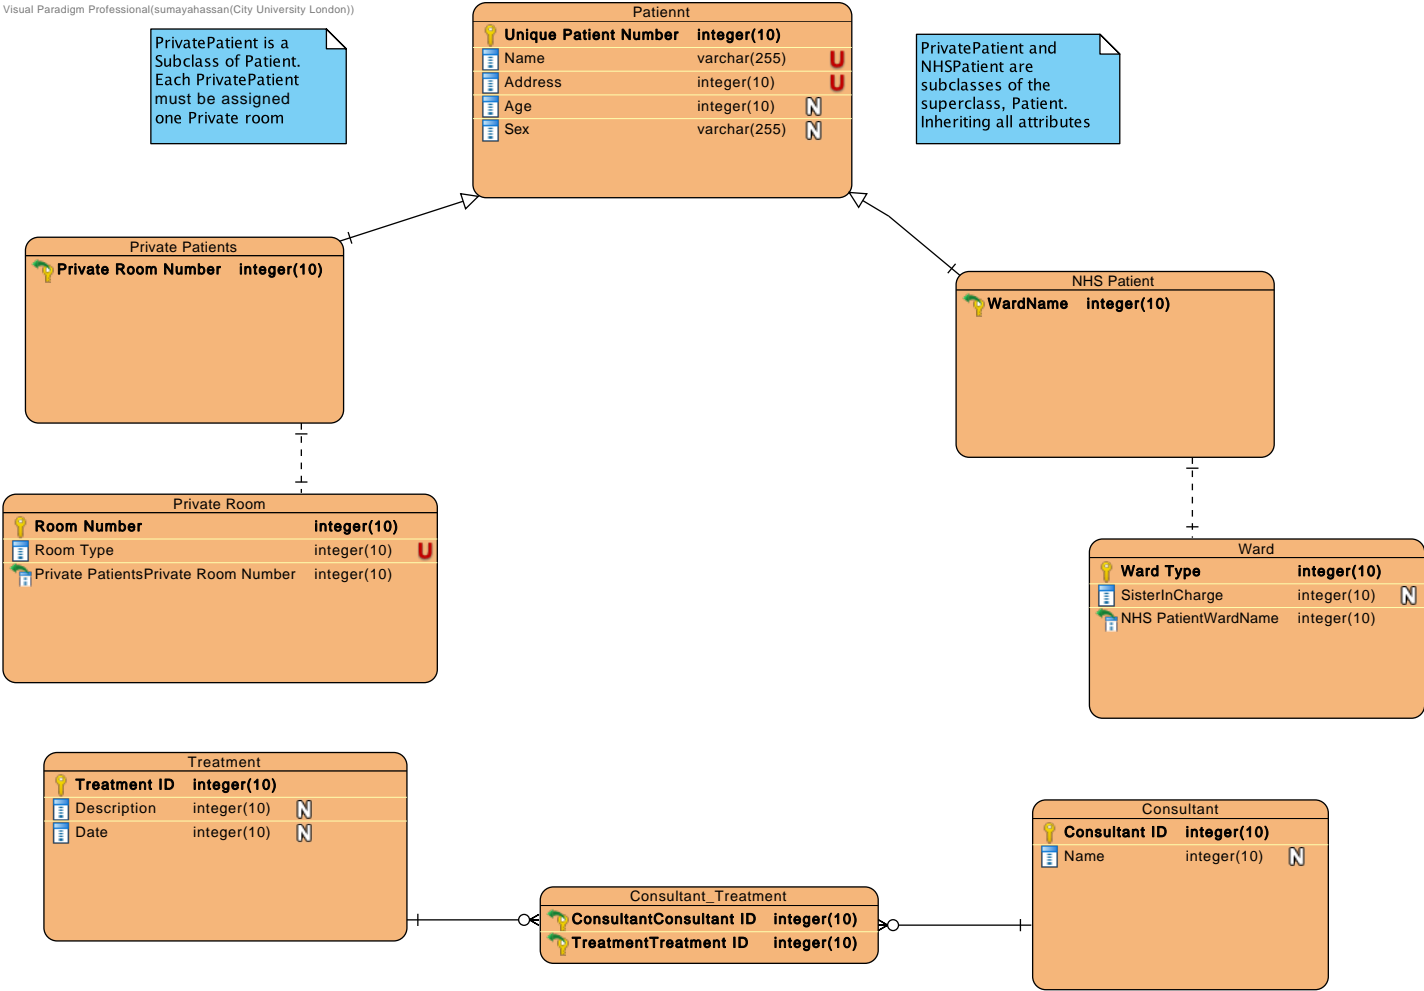 Visual Paradigm Professional(sumayahassan(City University London))
PrivatePatient is a
Subclass of Patient.
Each PrivatePatient
must be assigned
one Private room
Patiennt
Unique Patient Number integer(10)
Name varchar(255) U
Address integer(10) U
Age integer(10) N
Sex varchar(255) N
PrivatePatient and
NHSPatient are
subclasses of the
superclass, Patient.
Inheriting all attributes
Private Patients
Private Room Number integer(10)
NHS Patient
WardName integer(10)
Private Room
Room Number integer(10)
Room Type integer(10) U
Private PatientsPrivate Room Number integer(10)
Ward
Ward Type integer(10)
SisterInCharge integer(10) N
NHS PatientWardName integer(10)
Treatment
Treatment ID integer(10)
Description integer(10) N
Date integer(10) N
Consultant
Consultant ID integer(10)
Name integer(10) N
Consultant_Treatment
ConsultantConsultant ID integer(10)
TreatmentTreatment ID integer(10)